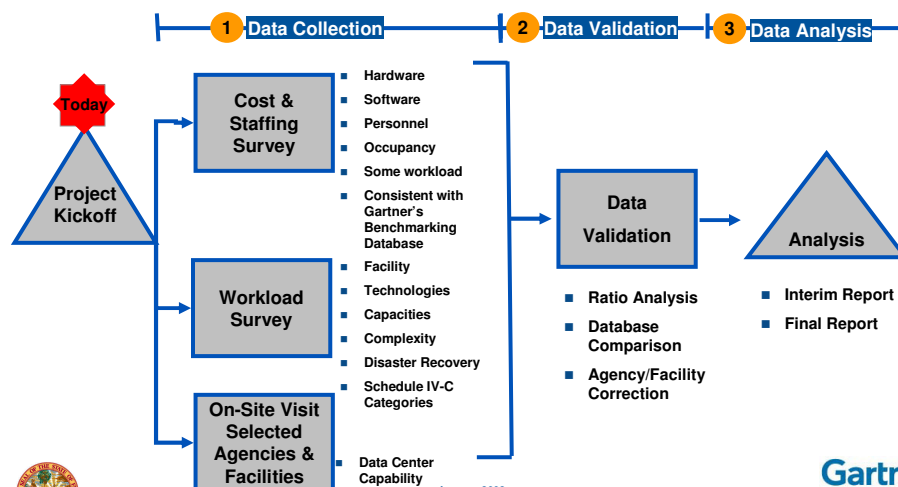 1 Data Collection
2 Data Validation
3 Data Analysis
Today
Project
Kickoff
Cost &
Staffing
Survey
Hardware
Software
Personnel
Occupancy
Some workload
Consistent with
Gartner's
Benchmarking
Database
Workload
Survey
Facility
Technologies
Capacities
Complexity
Disaster Recovery
Schedule IV-C
Categories
On-Site Visit
Selected
Agencies &
Facilities
Data Center
Capability
Data
Validation
Ratio Analysis
Database
Comparison
Agency/Facility
Correction
Analysis
Interim Report
Final Report
Gartn